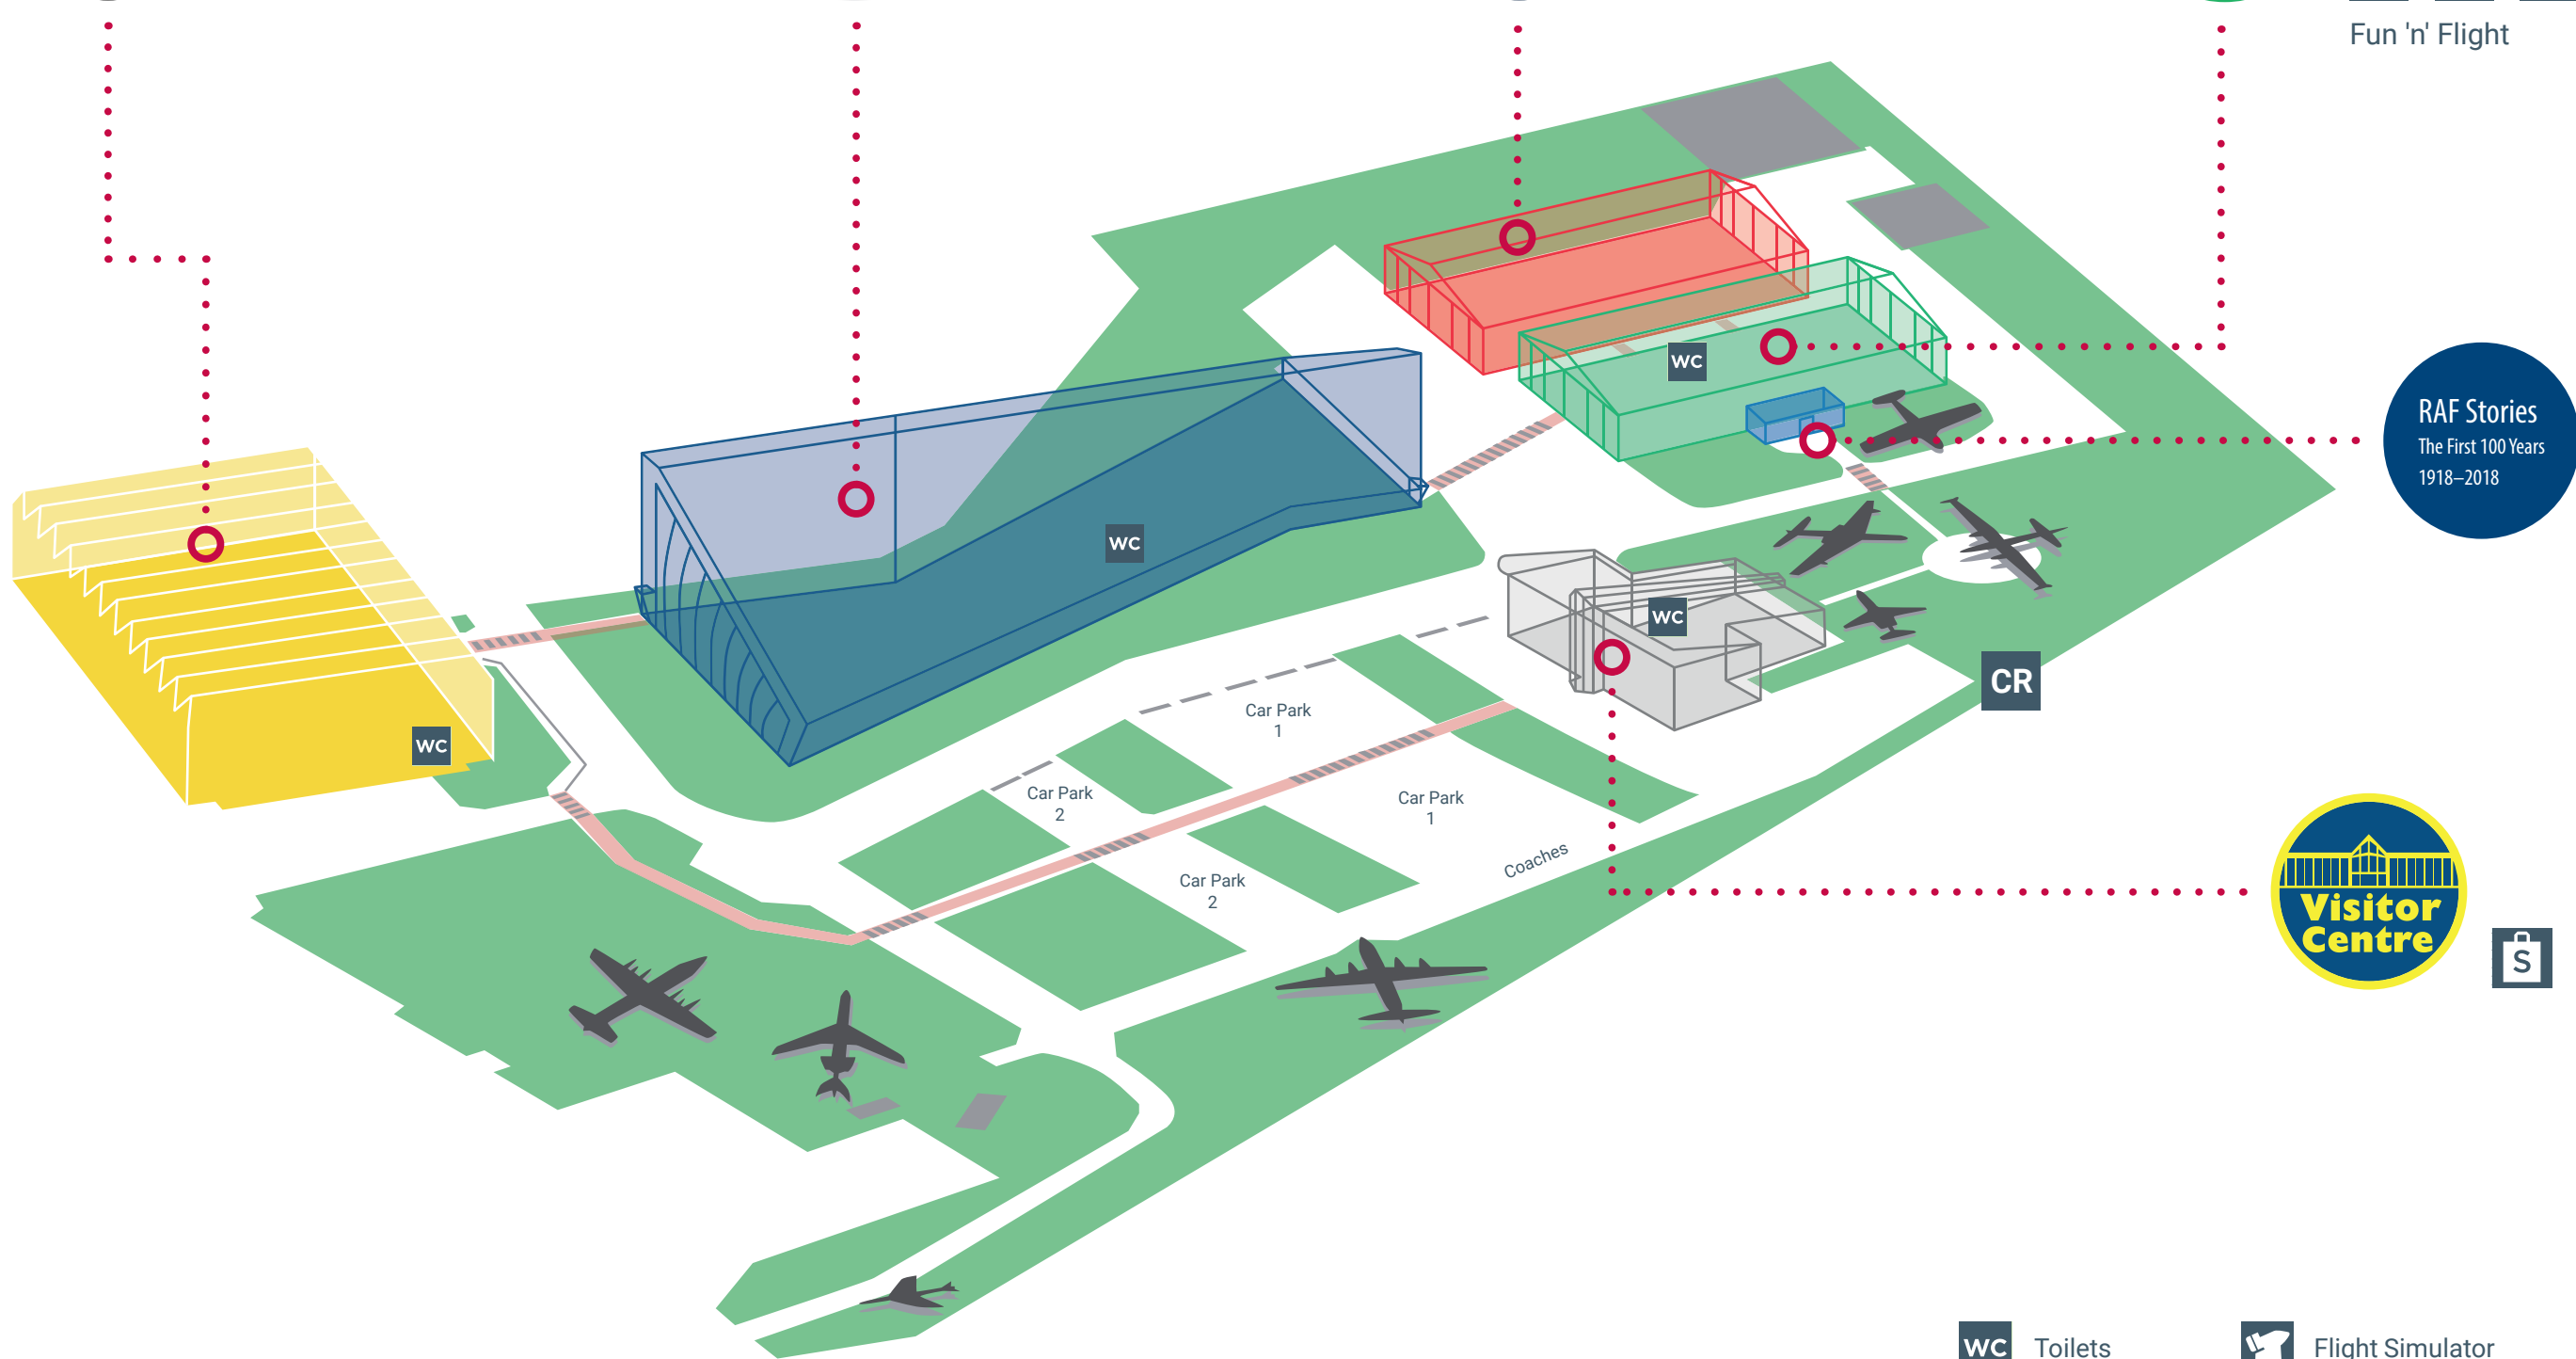 Fun 'n' Flight
WC
RAF Stories
The First 100 Years
1918–2018
WC
WC
CR
Car Park
1
WC
Car Park
2
Car Park
1
Coaches
Car Park
2
Visitor
Centre
S
WC Toilets
Flight Simulator